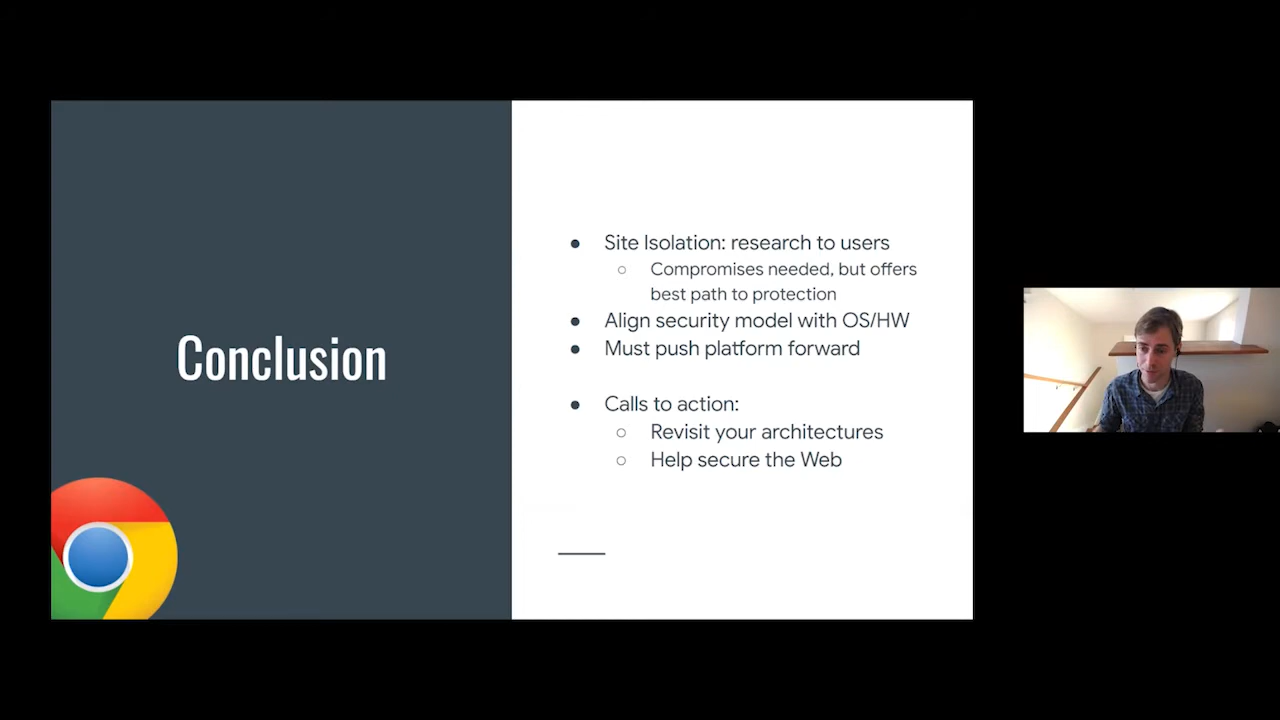 Conclusion
● Site Isolation: research to users
○ Compromises needed, but offers
best path to protection
● Align security model with OS/HW
● Must push platform forward
● Calls to action:
○ Revisit your architectures
○ Help secure the Web